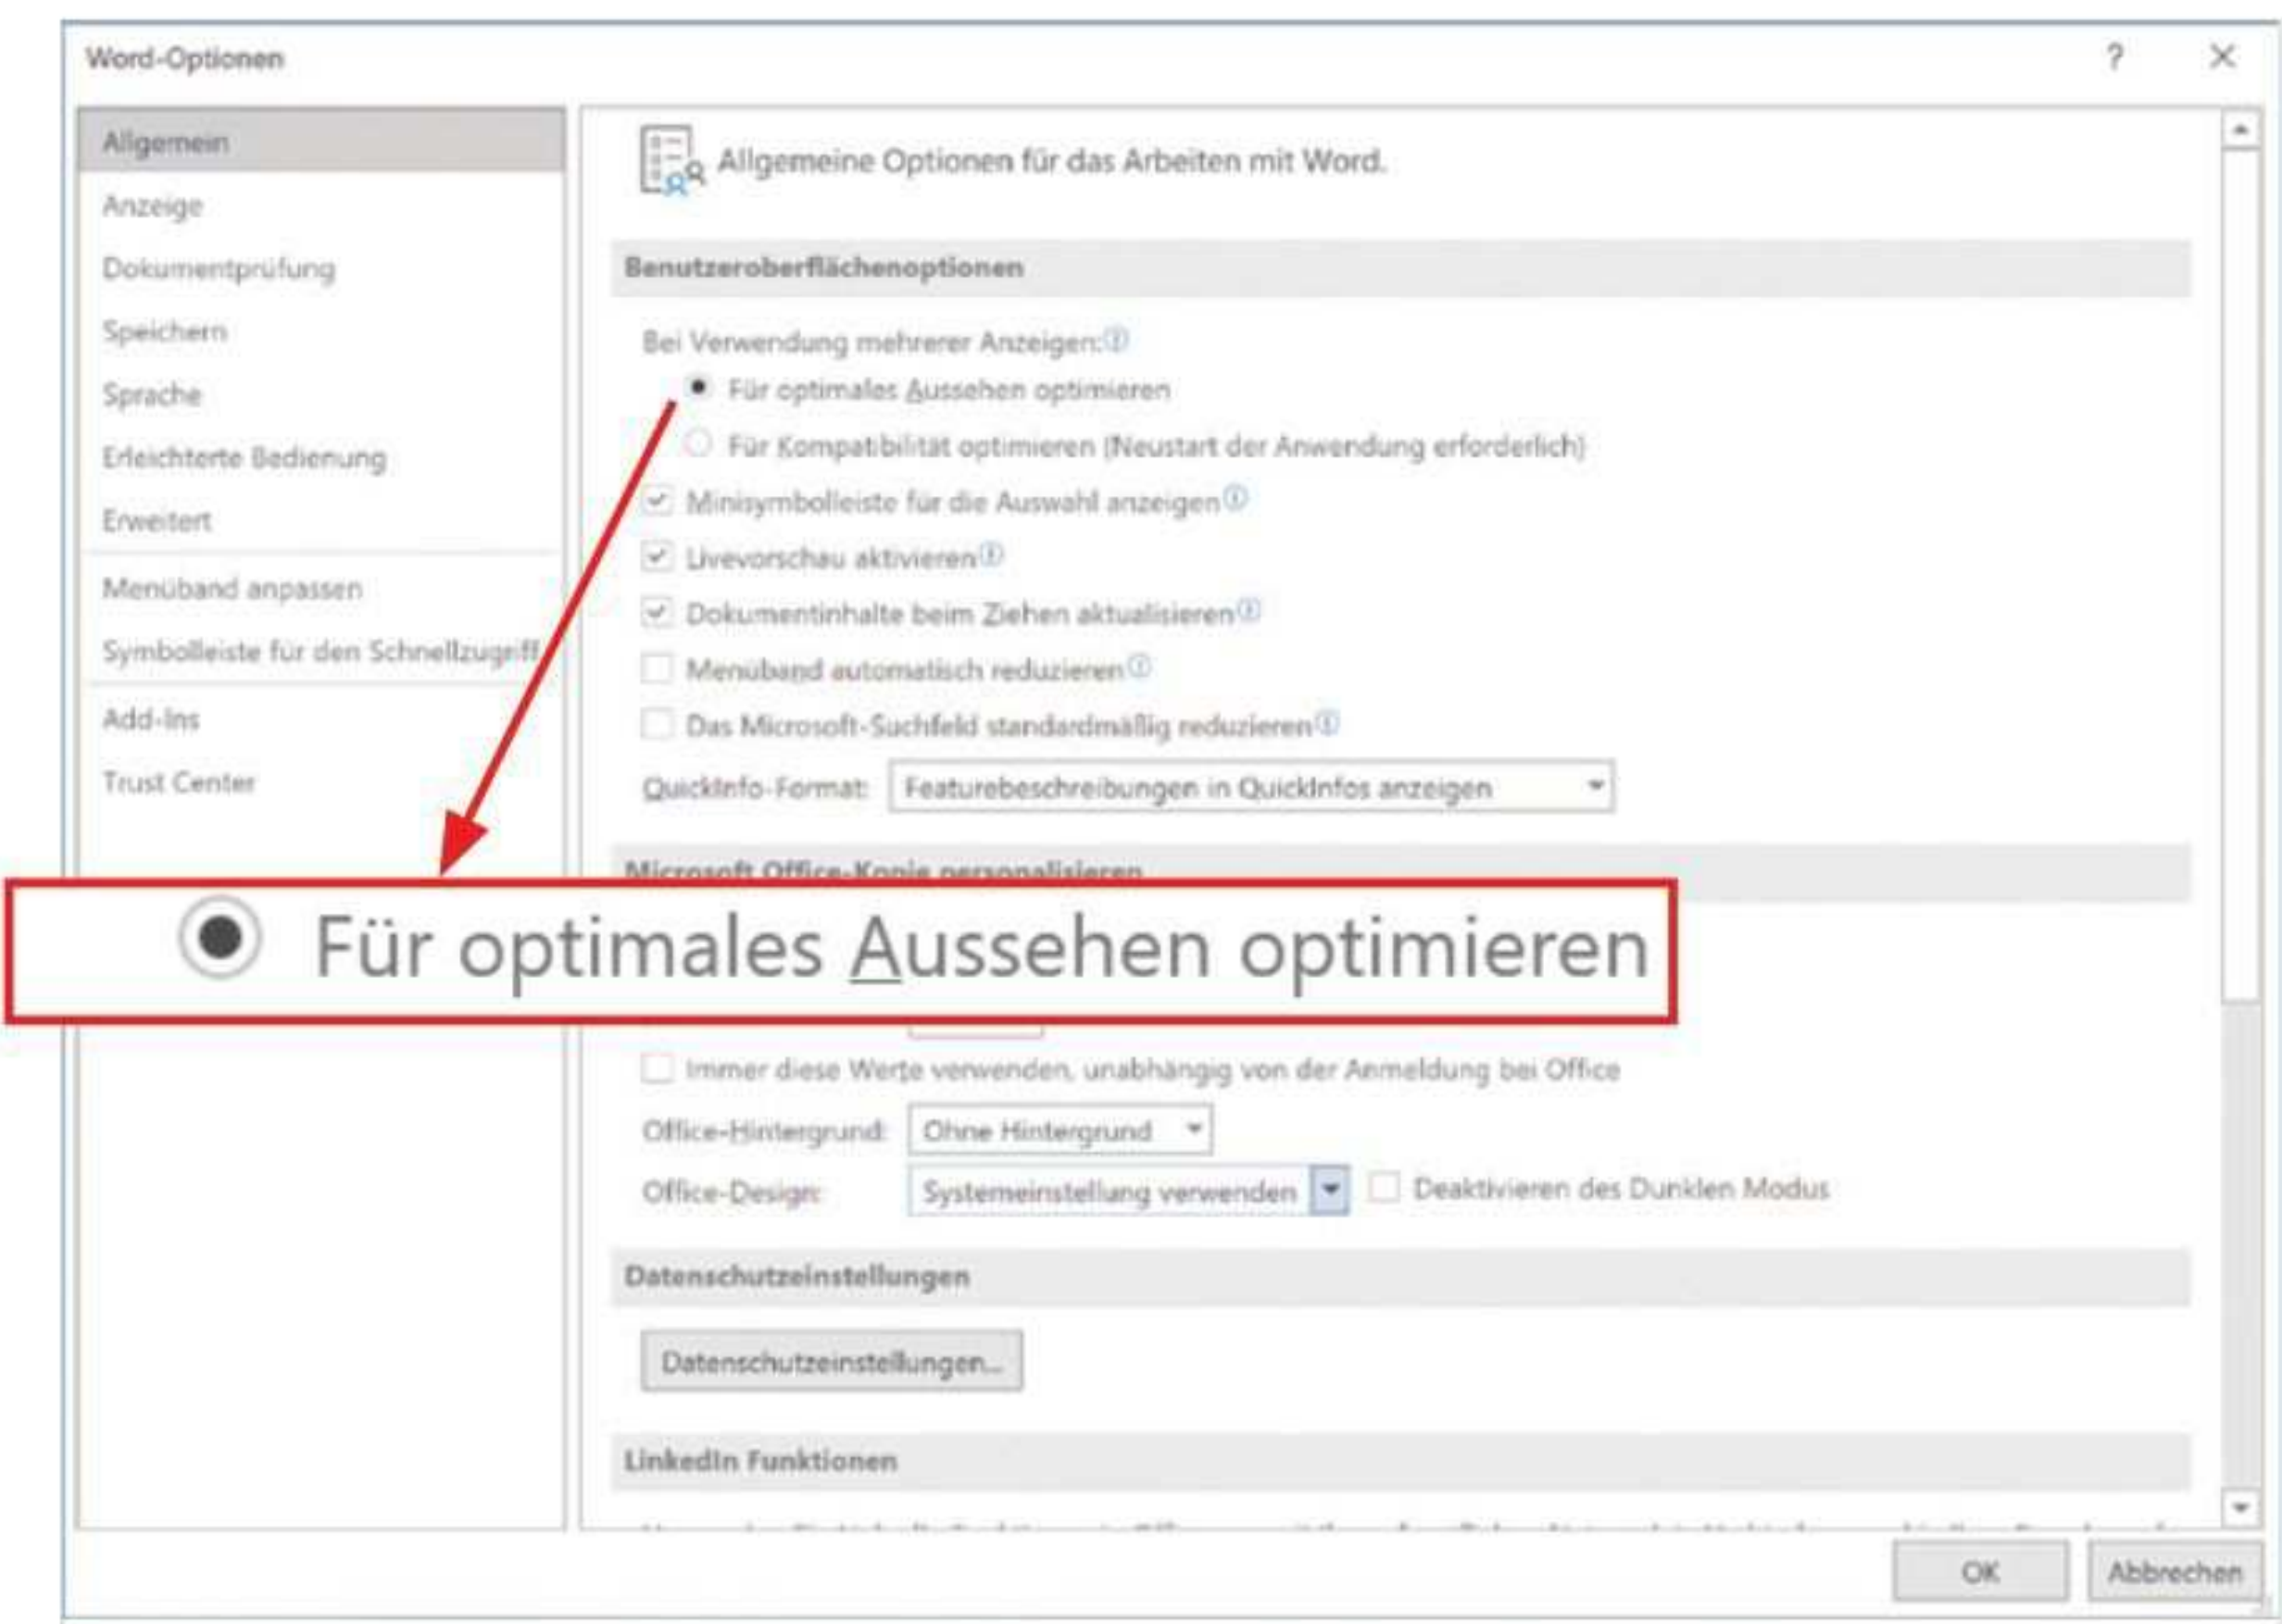 Word-Optionen
?
Allgemein
Anzeige
Dokumentprüfung
Speichern
Sprache
Erleichterte Bedienung
Erweitert
Menüband anpassen
Symbolleiste für den Schnellzugriff
Add-Ins
Trust Center
Allgemeine Optionen für das Arbeiten mit Word.
Benutzeroberflächenoptionen
Bei Verwendung mehrerer Anzeigen:
Für optimales Aussehen optimieren
Für Kompatibilität optimieren (Neustart der Anwendung erforderlich)
Minisymbolleiste für die Auswahl anzeigen
Livevorschau aktivieren
Dokumentinhalte beim Ziehen aktualisieren
Menüband automatisch reduzieren
Das Microsoft-Suchfeld standardmäßig reduzieren
QuickInfo-Format: Featurebeschreibungen in QuickInfos anzeigen
Microsoft Office-Kopie personalisieren
Für optimales Aussehen optimieren
Immer diese Werte verwenden, unabhängig von der Anmeldung bei Office
Office-Hintergrund: Ohne Hintergrund
Office-Design: Systemeinstellung verwenden Deaktivieren des Dunklen Modus
Datenschutzeinstellungen
Datenschutzeinstellungen...
LinkedIn Funktionen
OK Abbrechen